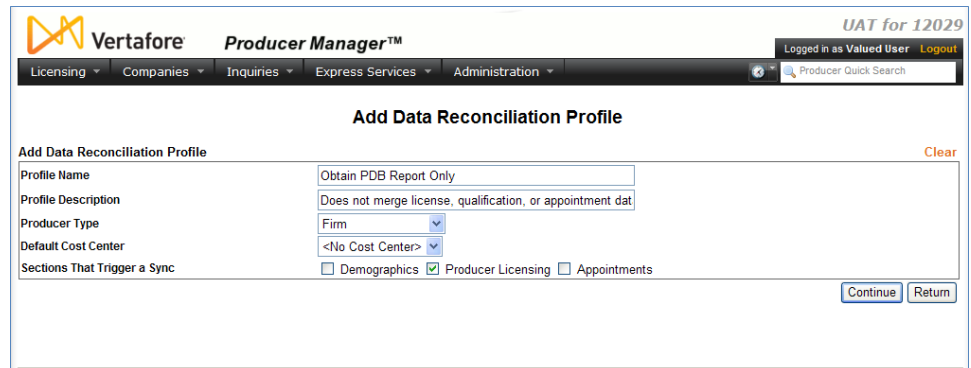 UAT for 12029
Vertafore Producer Manager™
Logged in as Valued User Logout
Licensing Companies Inquiries Express Services Administration Producer Quick Search
Add Data Reconciliation Profile
Add Data Reconciliation Profile Clear
Profile Name Obtain PDB Report Only
Profile Description Does not merge license, qualification, or appointment dat
Producer Type Firm
Default Cost Center <No Cost Center>
Sections That Trigger a Sync Demographics Producer Licensing Appointments
Continue Return